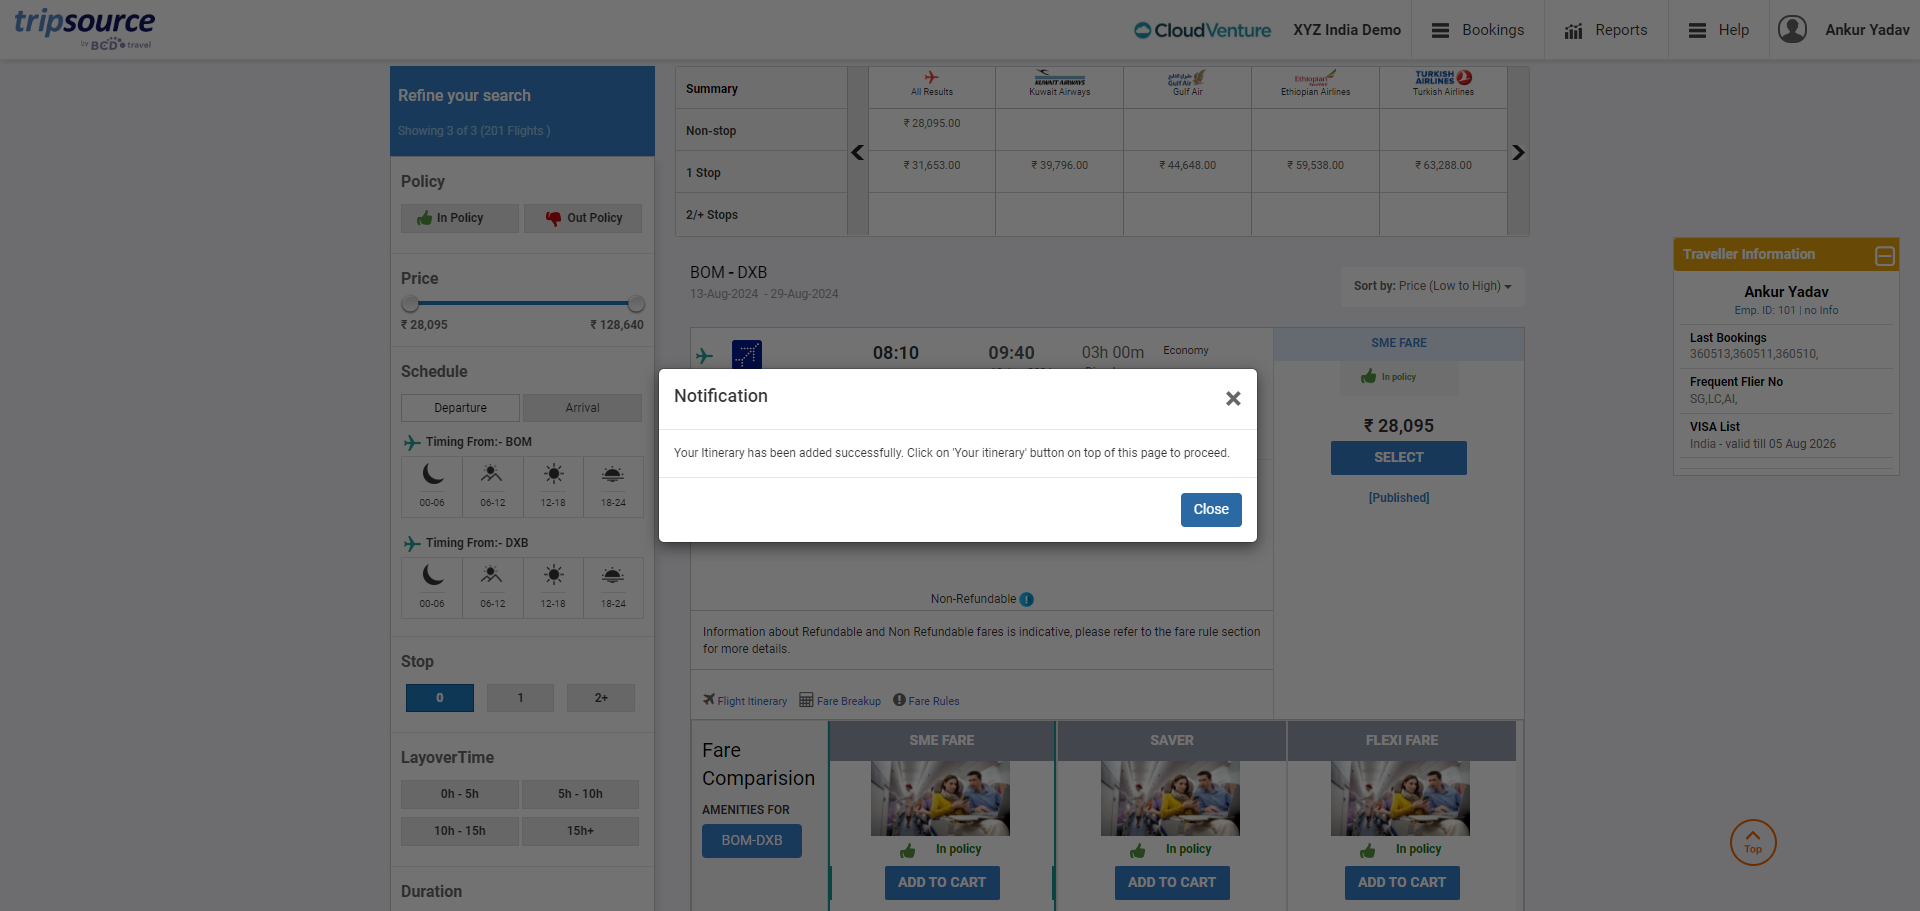 tripsource
by BCD travel
CloudVenture
XYZ India Demo
Bookings
Reports
Help
Ankur Yadav
Refine your search
Showing 3 of 3 (201 Flights )
Policy
In Policy
Out Policy
Price
₹ 28,095
₹ 128,640
Schedule
Departure
Arrival
Timing From:- BOM
00-06
06-12
12-18
18-24
Timing From:- DXB
00-06
06-12
12-18
18-24
Stop
0
1
2+
LayoverTime
0h - 5h
5h - 10h
10h - 15h
15h+
Duration
Summary
All Results
KUWAIT AIRWAYS
Kuwait Airways
GULF AIR
Gulf Air
Ethiopian
Ethiopian Airlines
TURKISH
AIRLINES
Turkish Airlines
Non-stop
₹ 28,095.00
1 Stop
₹ 31,653.00
₹ 39,796.00
₹ 44,648.00
₹ 59,538.00
₹ 63,288.00
2/+ Stops
BOM - DXB
13-Aug-2024 - 29-Aug-2024
Sort by: Price (Low to High)
08:10
09:40
03h 00m
Economy
SME FARE
In policy
₹ 28,095
SELECT
[Published]
Notification
Your Itinerary has been added successfully. Click on 'Your itinerary' button on top of this page to proceed.
Close
Non-Refundable
Information about Refundable and Non Refundable fares is indicative, please refer to the fare rule section
for more details.
Flight Itinerary
Fare Breakup
Fare Rules
Fare
Comparision
AMENITIES FOR
BOM-DXB
SME FARE
In policy
ADD TO CART
SAVER
In policy
ADD TO CART
FLEXI FARE
In policy
ADD TO CART
Traveller Information
Ankur Yadav
Emp. ID: 101 | no Info
Last Bookings
360513,360511,360510,
Frequent Flier No
SG,LC,AI,
VISA List
India - valid till 05 Aug 2026
Top